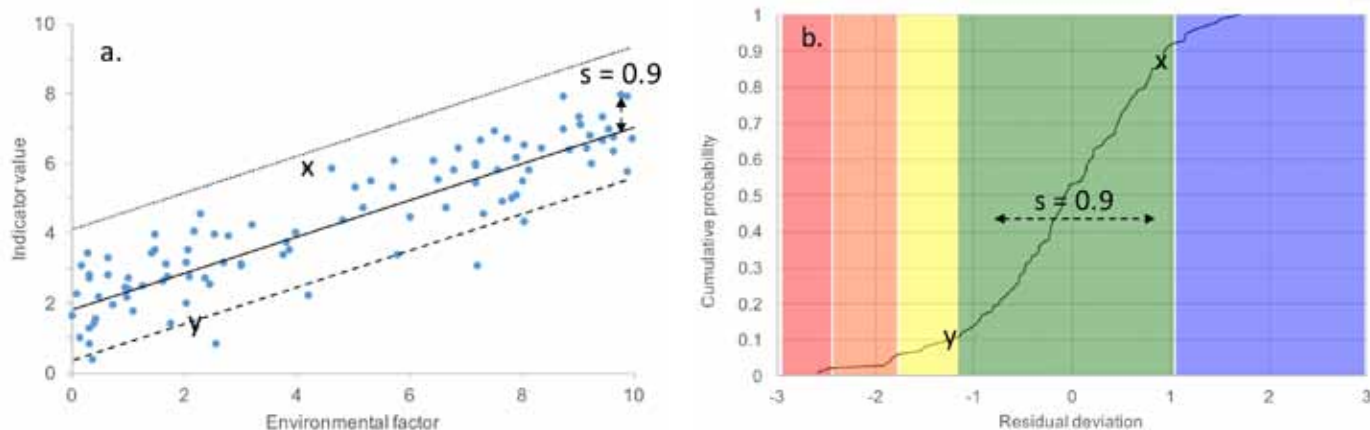 a.
Indicator value
10
8
6
4
2
0
s = 0.9
x
y
0
2
4
6
8
10
Environmental factor
b.
Cumulative probability
1
0.9
0.8
0.7
0.6
0.5
0.4
0.3
0.2
0.1
0
x
s = 0.9
y
-3
-2
-1
0
1
2
3
Residual deviation